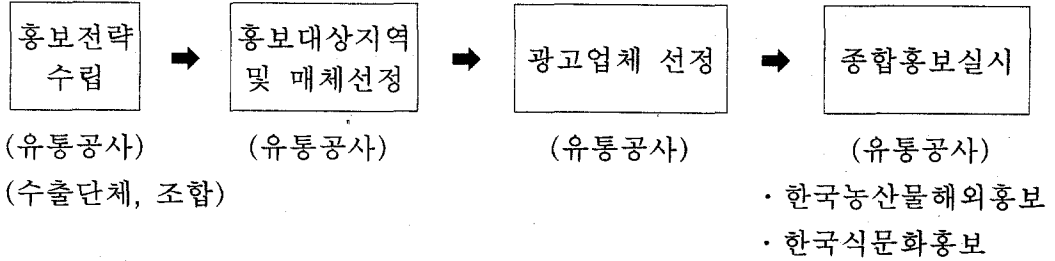 홍보전략
수립
➡
홍보대상지역
및 매체선정
➡
광고업체 선정
➡
종합홍보실시
(유통공사)
(수출단체, 조합)
(유통공사)
(유통공사)
(유통공사)
· 한국농산물해외홍보
· 한국식문화홍보